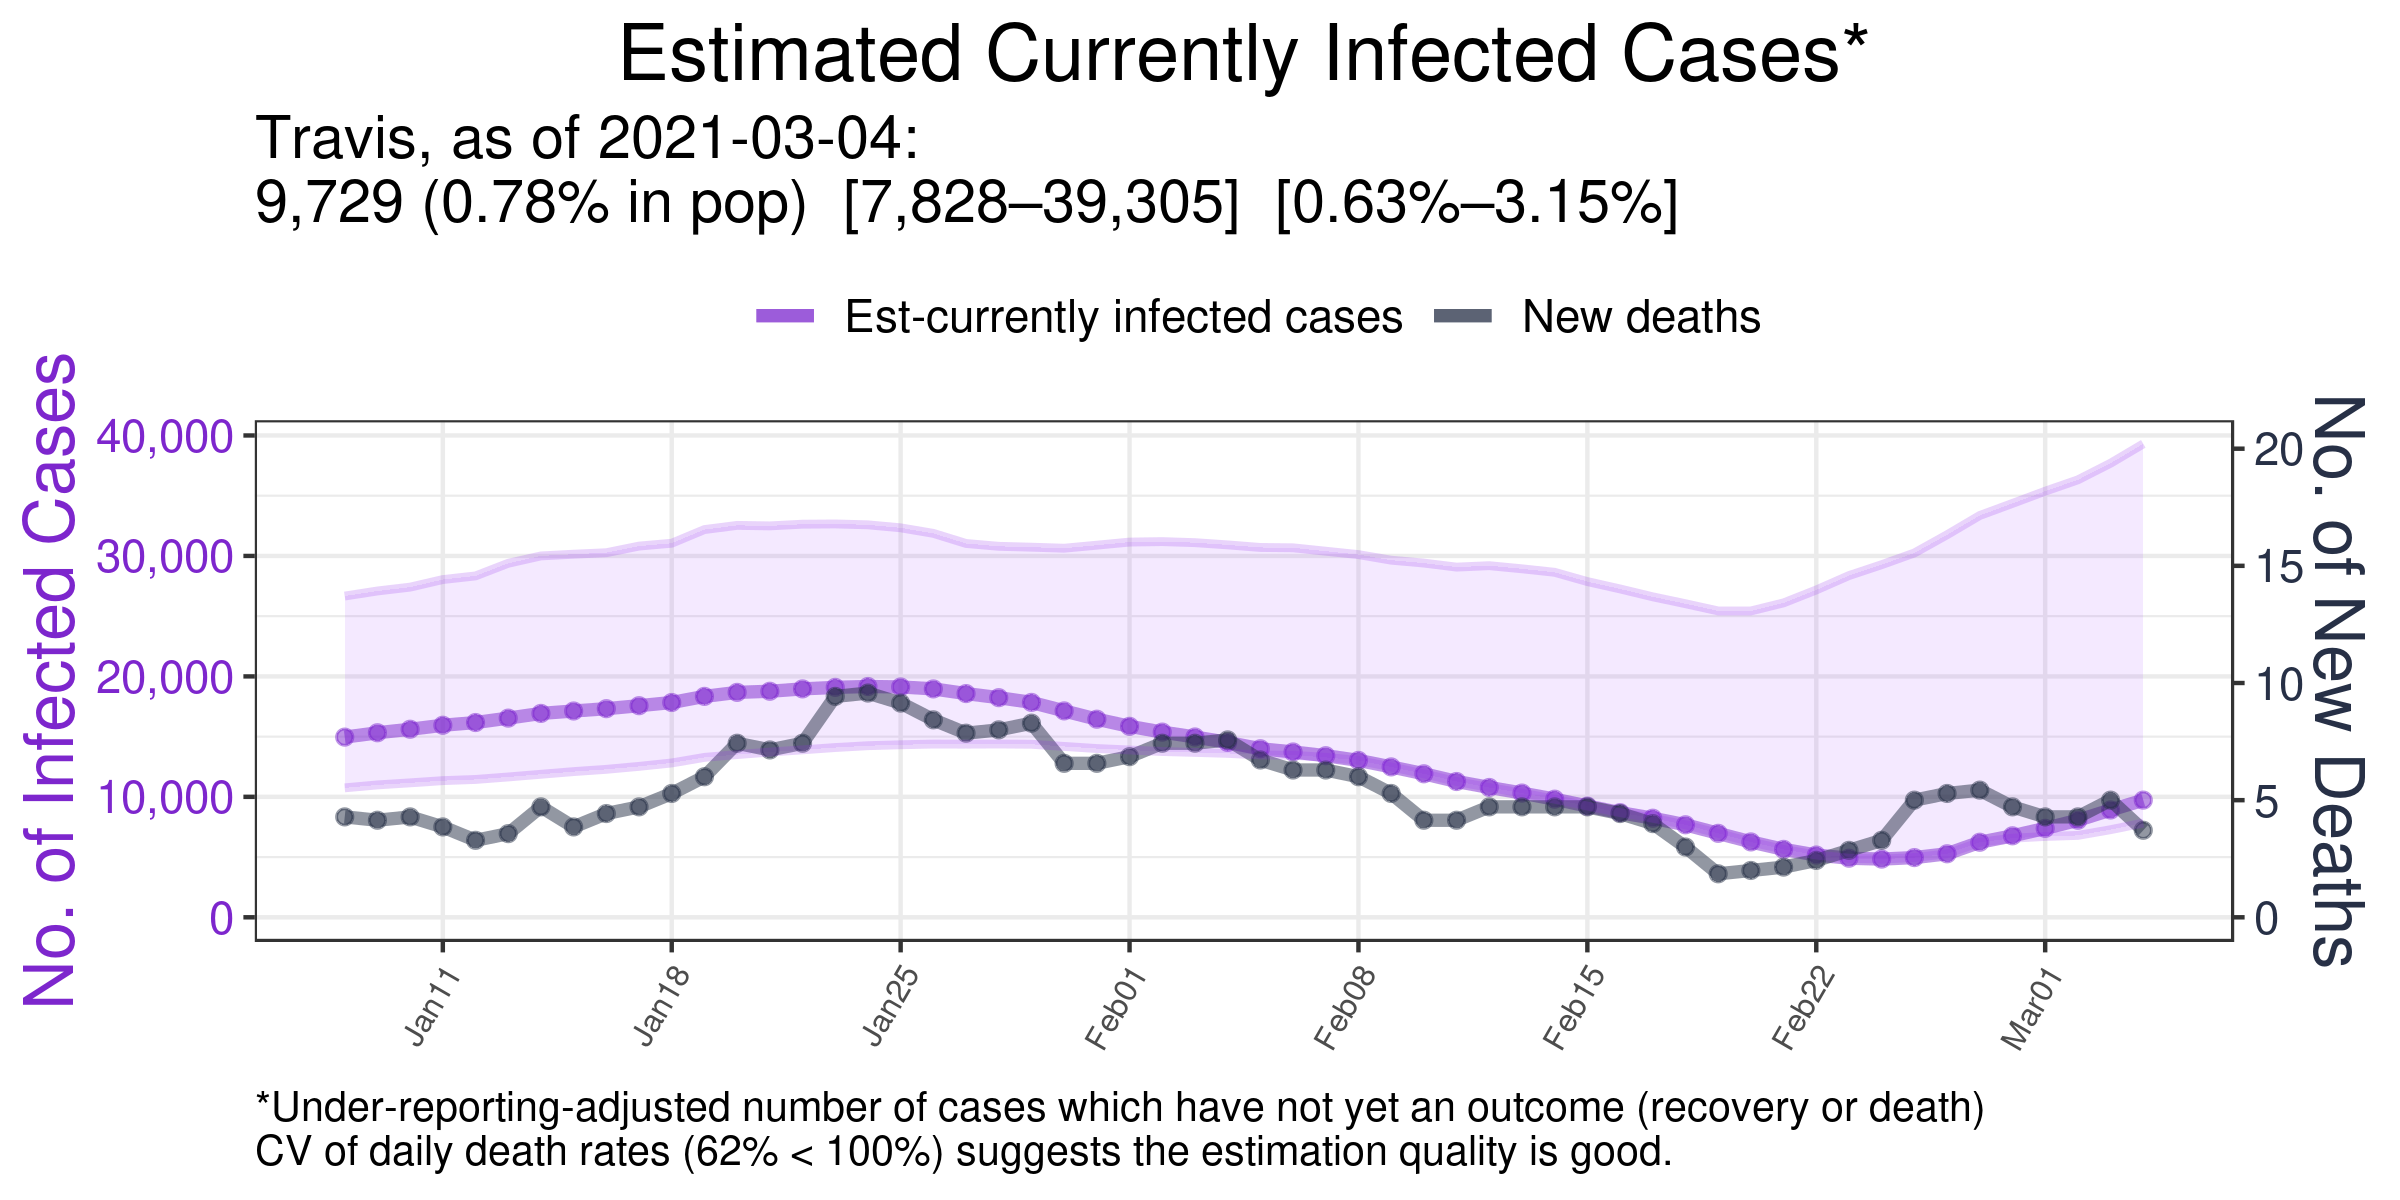 Estimated Currently Infected Cases*
Travis, as of 2021-03-04:
9,729 (0.78% in pop)  [7,828–39,305]  [0.63%–3.15%]
Est-currently infected cases
New deaths
No. of Infected Cases
40,000
30,000
20,000
10,000
0
20
15
10
5
0
No. of New Deaths
Jan11
Jan18
Jan25
Feb01
Feb08
Feb15
Feb22
Mar01
*Under-reporting-adjusted number of cases which have not yet an outcome (recovery or death)
CV of daily death rates (62% < 100%) suggests the estimation quality is good.